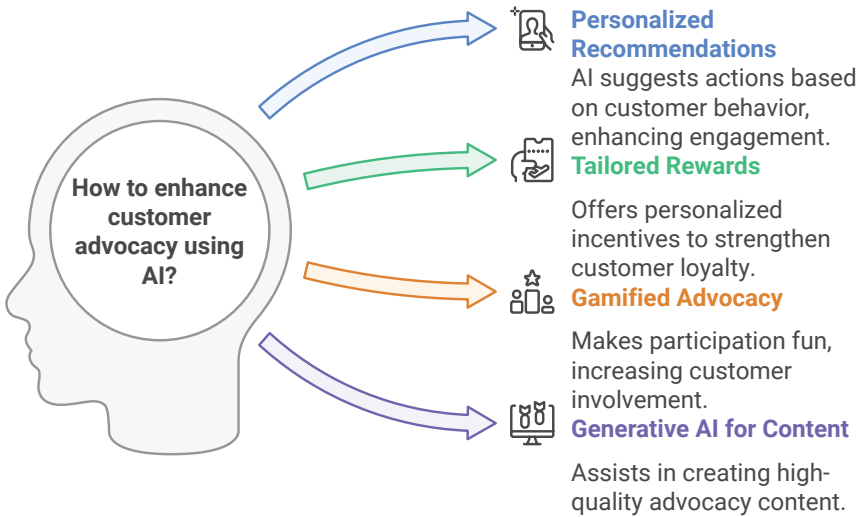 How to enhance
customer
advocacy using
AI?
Personalized
Recommendations
AI suggests actions based
on customer behavior,
enhancing engagement.
Tailored Rewards
Offers personalized
incentives to strengthen
customer loyalty.
Gamified Advocacy
Makes participation fun,
increasing customer
involvement.
Generative AI for Content
Assists in creating high-
quality advocacy content.